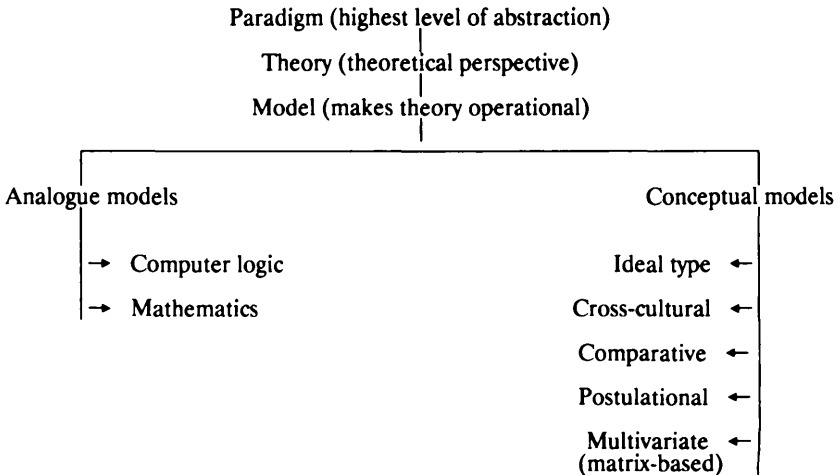 Paradigm (highest level of abstraction)
Theory (theoretical perspective)
Model (makes theory operational)
Analogue models
Conceptual models
Computer logic
Mathematics
Ideal type
Cross-cultural
Comparative
Postulational
Multivariate
(matrix-based)